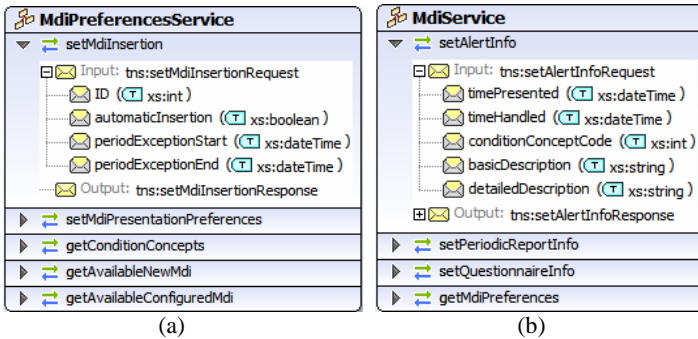 MdiPreferencesService
setMdiInsertion
Input: tns:setMdiInsertionRequest
ID (T xs:int)
automaticInsertion (T xs:boolean)
periodExceptionStart (T xs:dateTime)
periodExceptionEnd (T xs:dateTime)
Output: tns:setMdiInsertionResponse
setMdiPresentationPreferences
getConditionConcepts
getAvailableNewMdi
getAvailableConfiguredMdi
(a)
MdiService
setAlertInfo
Input: tns:setAlertInfoRequest
timePresented (T xs:dateTime)
timeHandled (T xs:dateTime)
conditionConceptCode (T xs:int)
basicDescription (T xs:string)
detailedDescription (T xs:string)
Output: tns:setAlertInfoResponse
setPeriodicReportInfo
setQuestionnaireInfo
getMdiPreferences
(b)